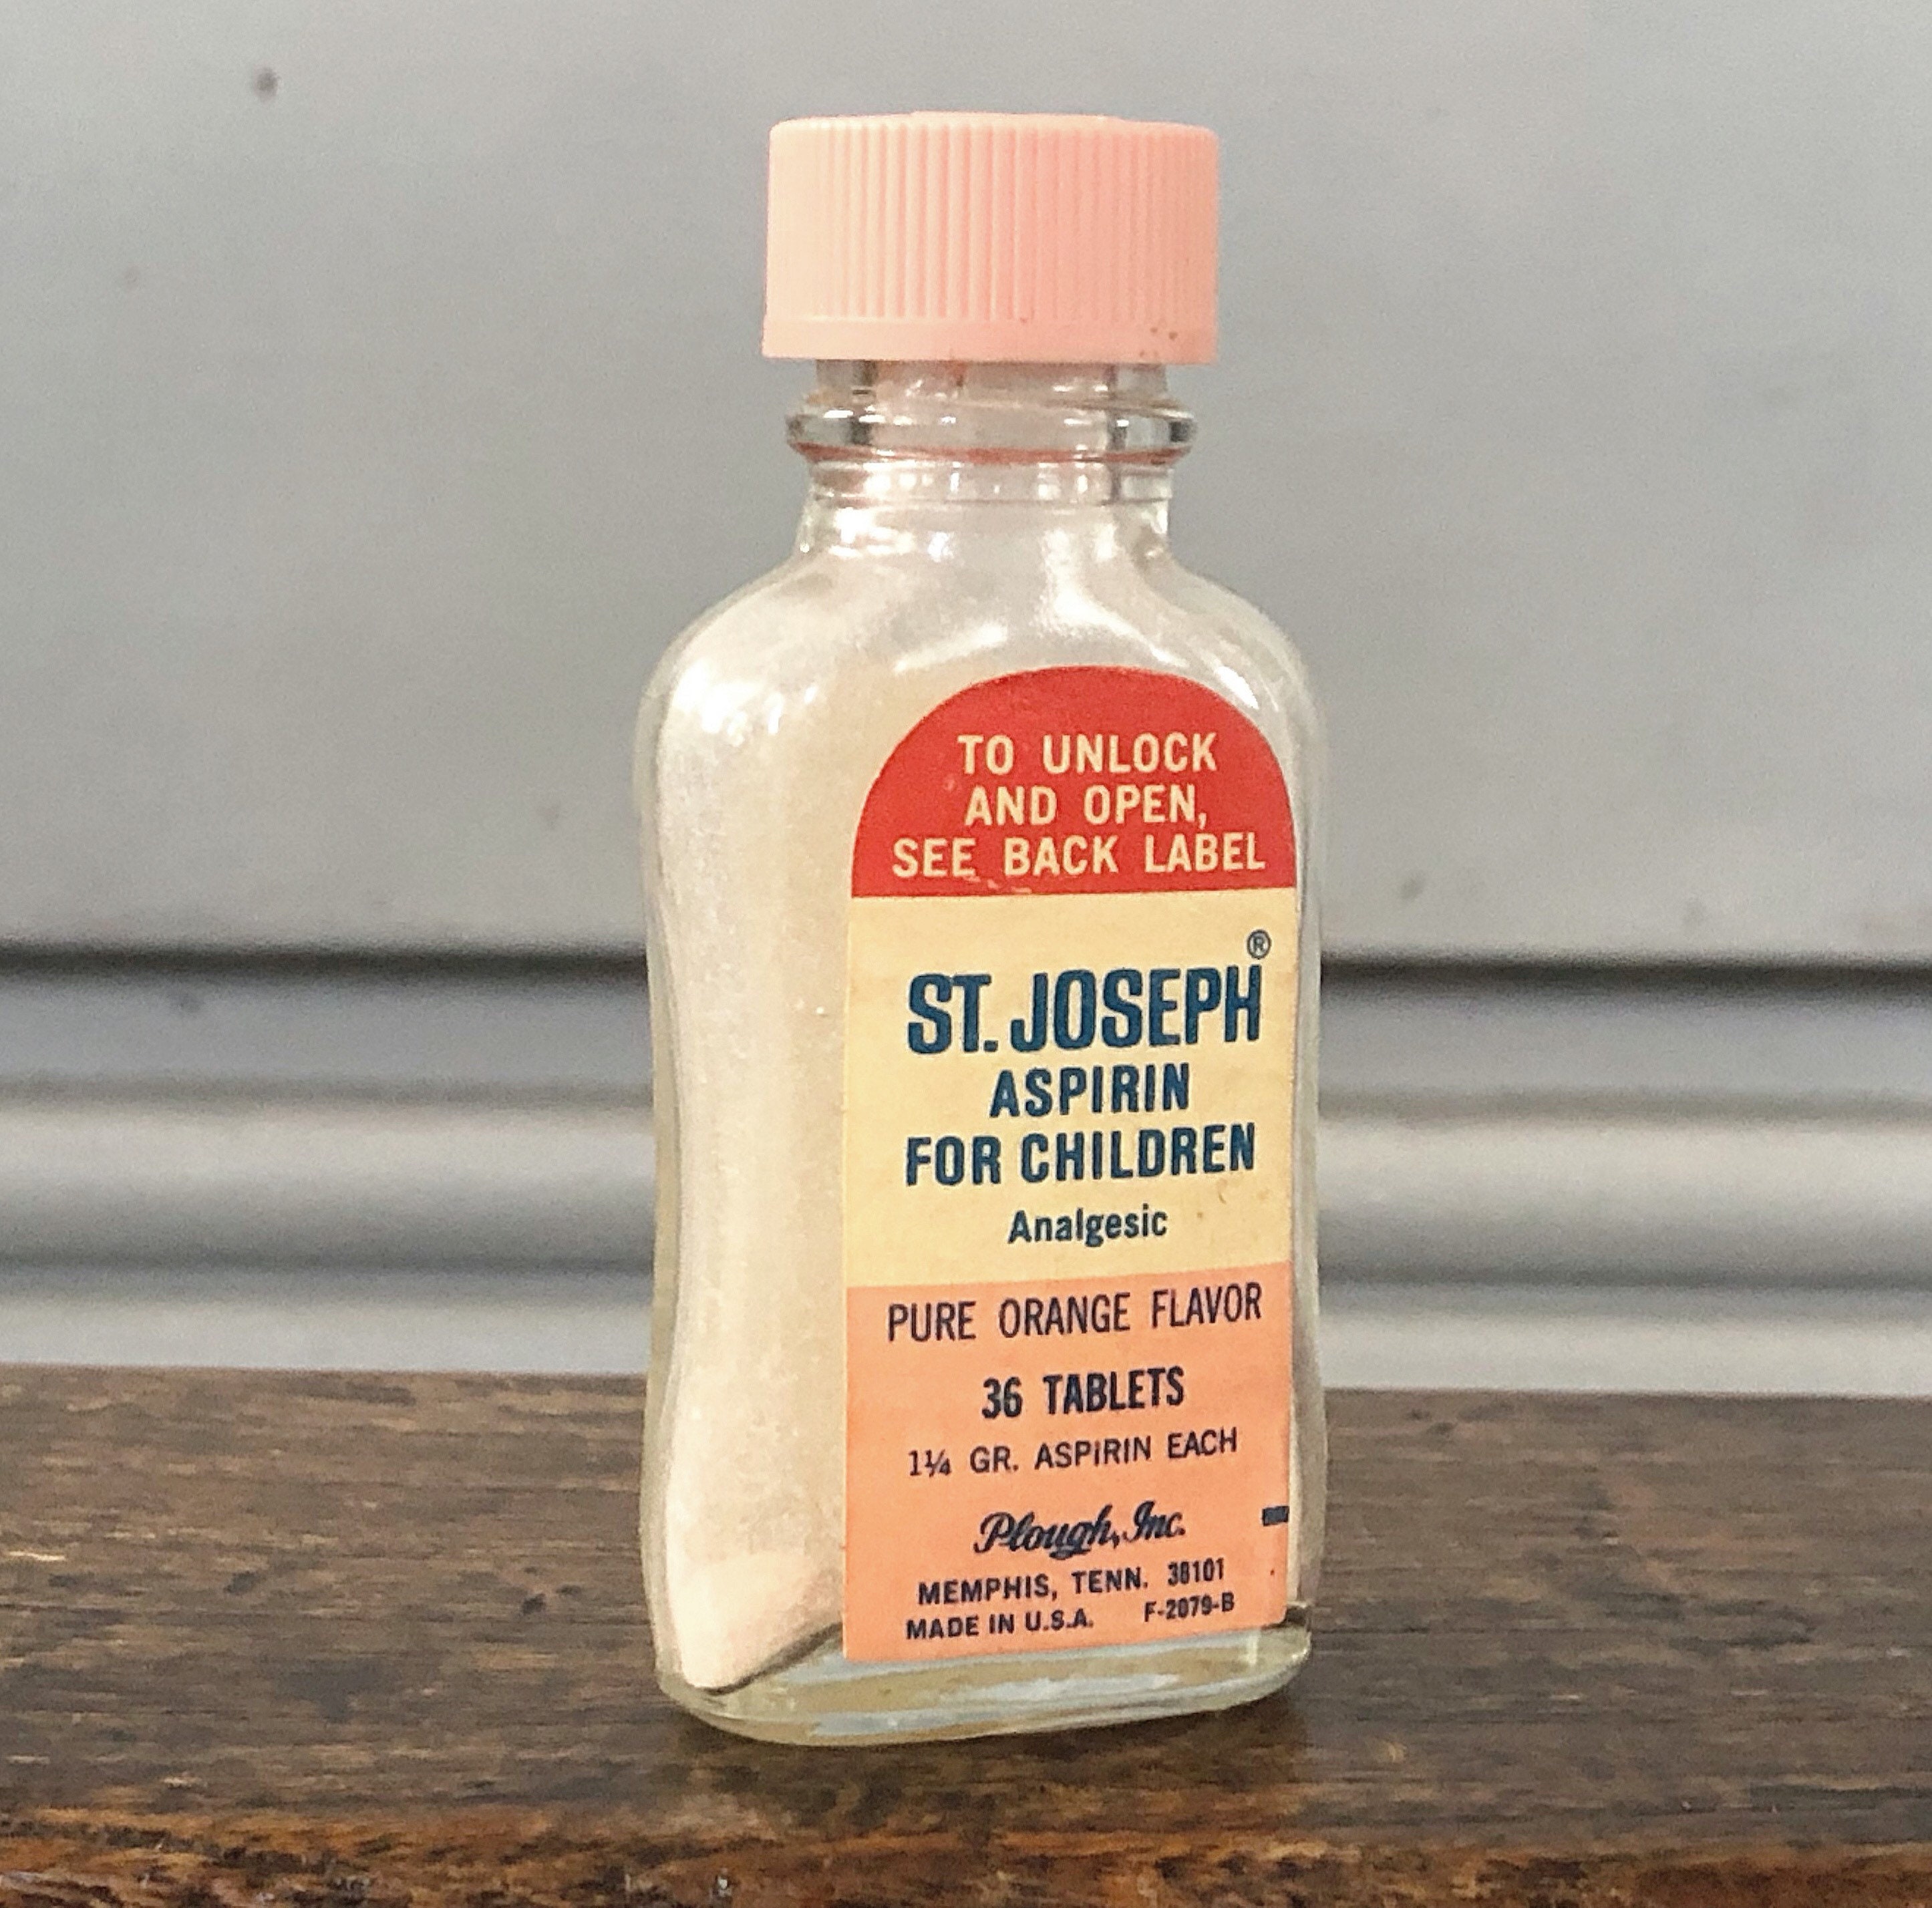 TO UNLOCK
AND OPEN,
SEE BACK LABEL
ST. JOSEPH®
ASPIRIN
FOR CHILDREN
Analgesic
PURE ORANGE FLAVOR
36 TABLETS
1¼ GR. ASPIRIN EACH
Plough, Inc.
MEMPHIS, TENN. 38101
MADE IN U.S.A. F-2079-B